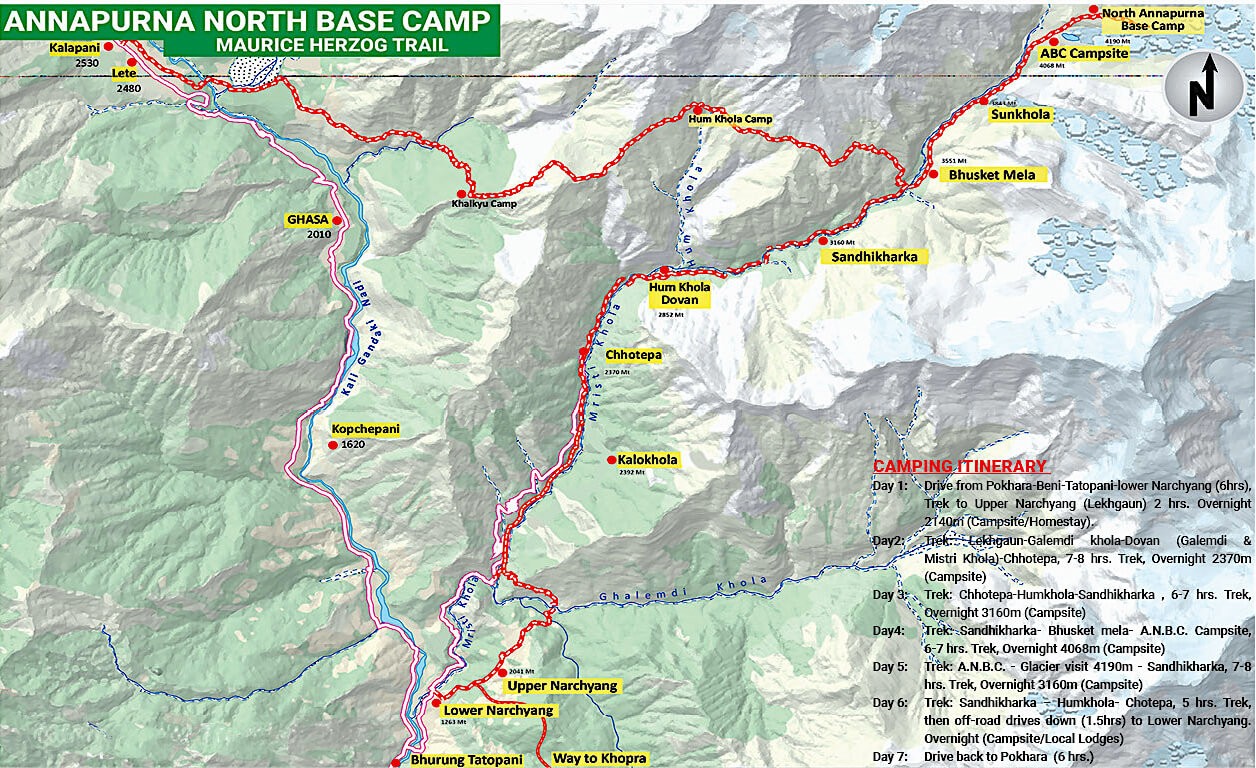 ANNAPURNA NORTH BASE CAMP
MAURICE HERZOG TRAIL
Kalapani
2530
Lete
2480
North Annapurna
Base Camp
4190 Mt
ABC Campsite
4068 Mt
N
Sunkhola
Hum Khola Camp
3551 Mt
Bhusket Mela
Khaikyu Camp
GHASA
2010
Hum Khola
3160 Mt
Sandhikharka
Hum Khola
Dovan
2852 Mt
Kali Gandaki Nadi
Mristi Khola
Chhotepa
2370 Mt
Kopchepani
1620
Kalokhola
2392 Mt
Ghalemdi Khola
Mristi Khola
2041 Mt
Upper Narchyang
Lower Narchyang
1263 Mt
Bhurung Tatopani
Way to Khopra
CAMPING ITINERARY
Day 1: Drive from Pokhara-Beni-Tatopani-lower Narchyang (6hrs),
Trek to Upper Narchyang (Lekhgaun) 2 hrs. Overnight
2140m (Campsite/Homestay).
Day2: Trek: Lekhgaun-Galemdi khola-Dovan (Galemdi &
Mistri Khola)-Chhotepa, 7-8 hrs. Trek, Overnight 2370m
(Campsite)
Day 3: Trek: Chhotepa-Humkhola-Sandhikharka , 6-7 hrs. Trek,
Overnight 3160m (Campsite)
Day4: Trek: Sandhikharka- Bhusket mela- A.N.B.C. Campsite,
6-7 hrs. Trek, Overnight 4068m (Campsite)
Day 5: Trek: A.N.B.C. - Glacier visit 4190m - Sandhikharka, 7-8
hrs. Trek, Overnight 3160m (Campsite)
Day 6: Trek: Sandhikharka - Humkhola- Chotepa, 5 hrs. Trek,
then off-road drives down (1.5hrs) to Lower Narchyang,
Overnight (Campsite/Local Lodges)
Day 7: Drive back to Pokhara (6 hrs.)